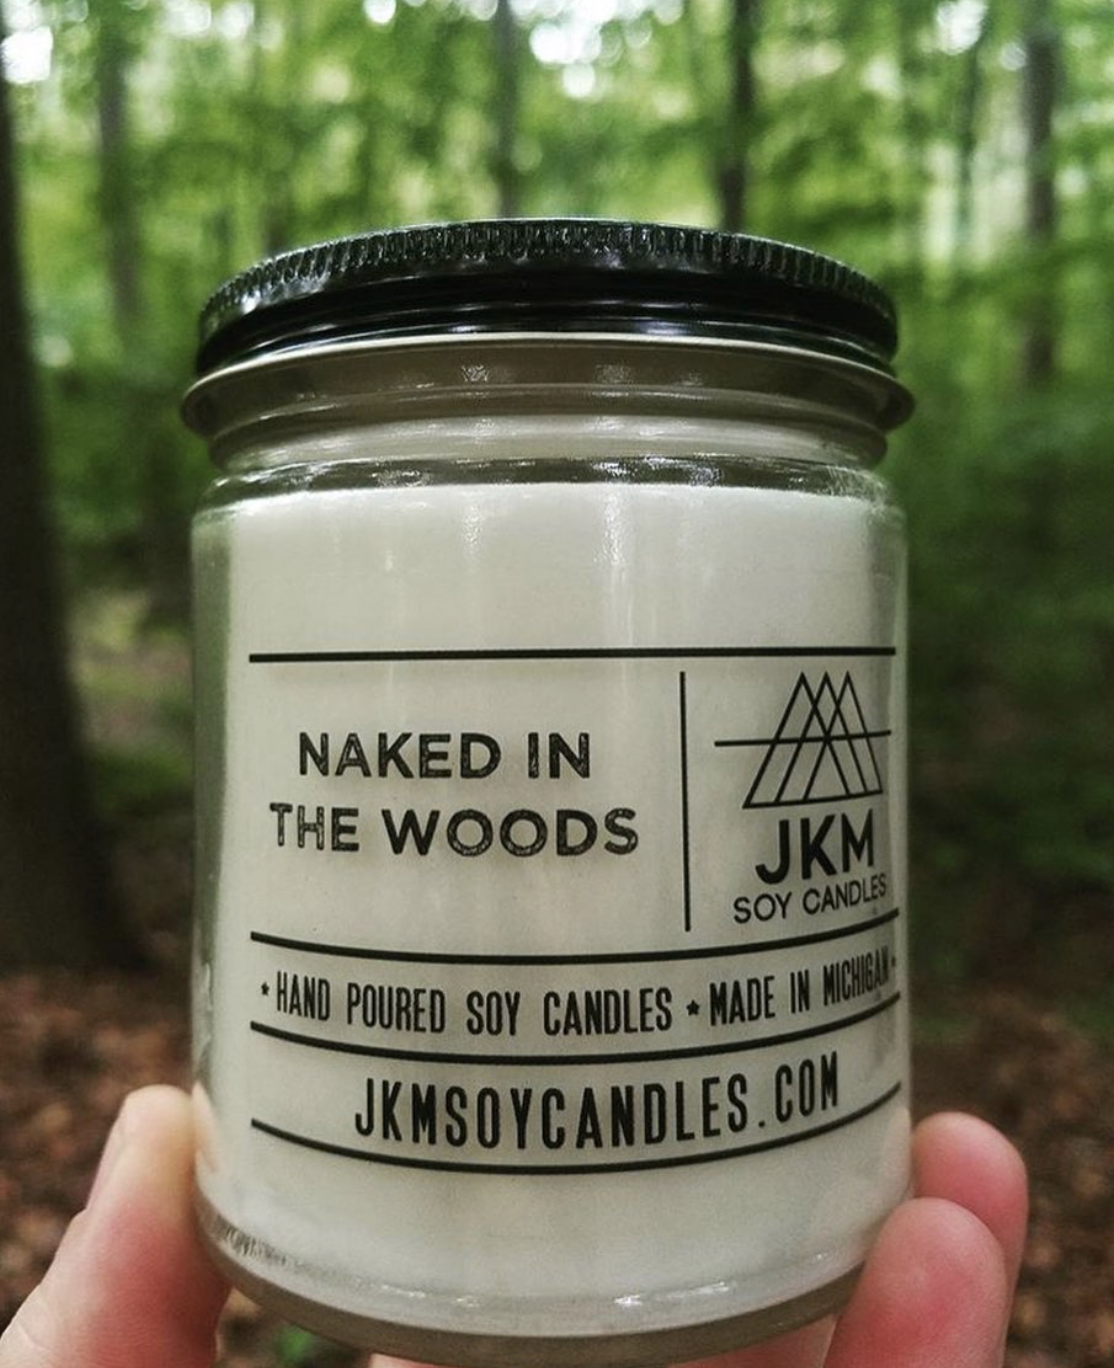 NAKED IN
THE WOODS
JKM
SOY CANDLES
* HAND POURED SOY CANDLES * MADE IN MICHIGAN *
JKMSOYCANDLES.COM